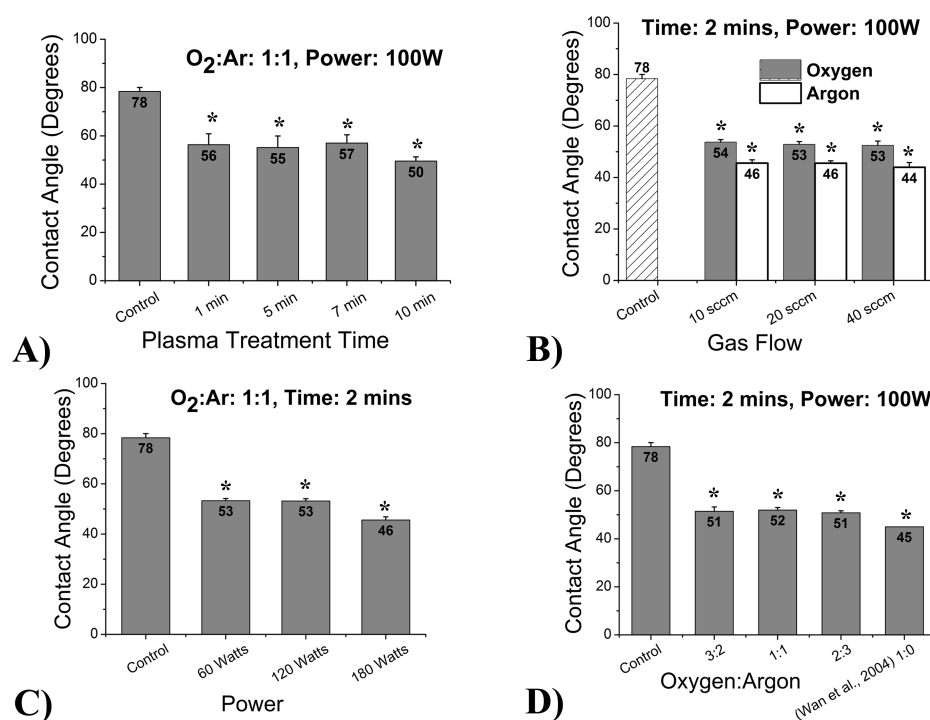 O2:Ar: 1:1, Power: 100W
Contact Angle (Degrees)
100
80
60
40
20
0
78
*
56
*
55
*
57
*
50
Control
1 min
5 min
7 min
10 min
Plasma Treatment Time
A)
Time: 2 mins, Power: 100W
Contact Angle (Degrees)
100
80
60
40
20
0
Oxygen
Argon
78
*
54
*
46
*
53
*
46
*
53
*
44
Control
10 sccm
20 sccm
40 sccm
Gas Flow
B)
O2:Ar: 1:1, Time: 2 mins
Contact Angle (Degrees)
100
80
60
40
20
0
78
*
53
*
53
*
46
Control
60 Watts
120 Watts
180 Watts
Power
C)
Time: 2 mins, Power: 100W
Contact Angle (Degrees)
100
80
60
40
20
0
78
*
51
*
52
*
51
*
45
Control
3:2
1:1
2:3
(Wan et al., 2004) 1:0
Oxygen:Argon
D)